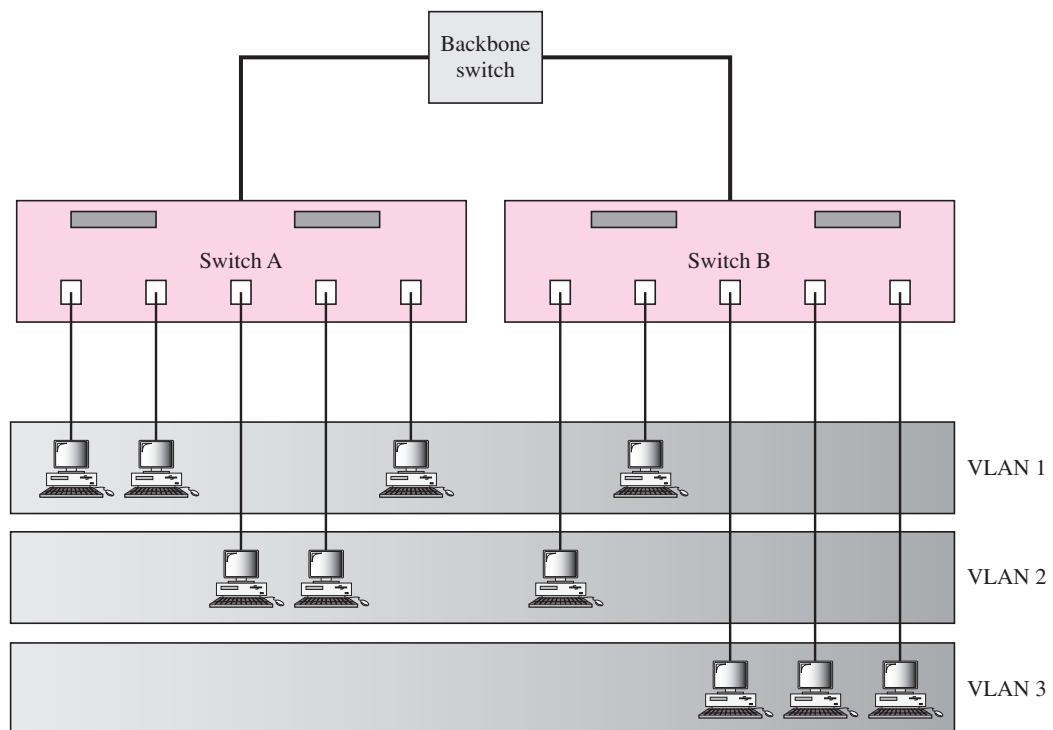 Backbone
switch
Switch A
Switch B
VLAN 1
VLAN 2
VLAN 3